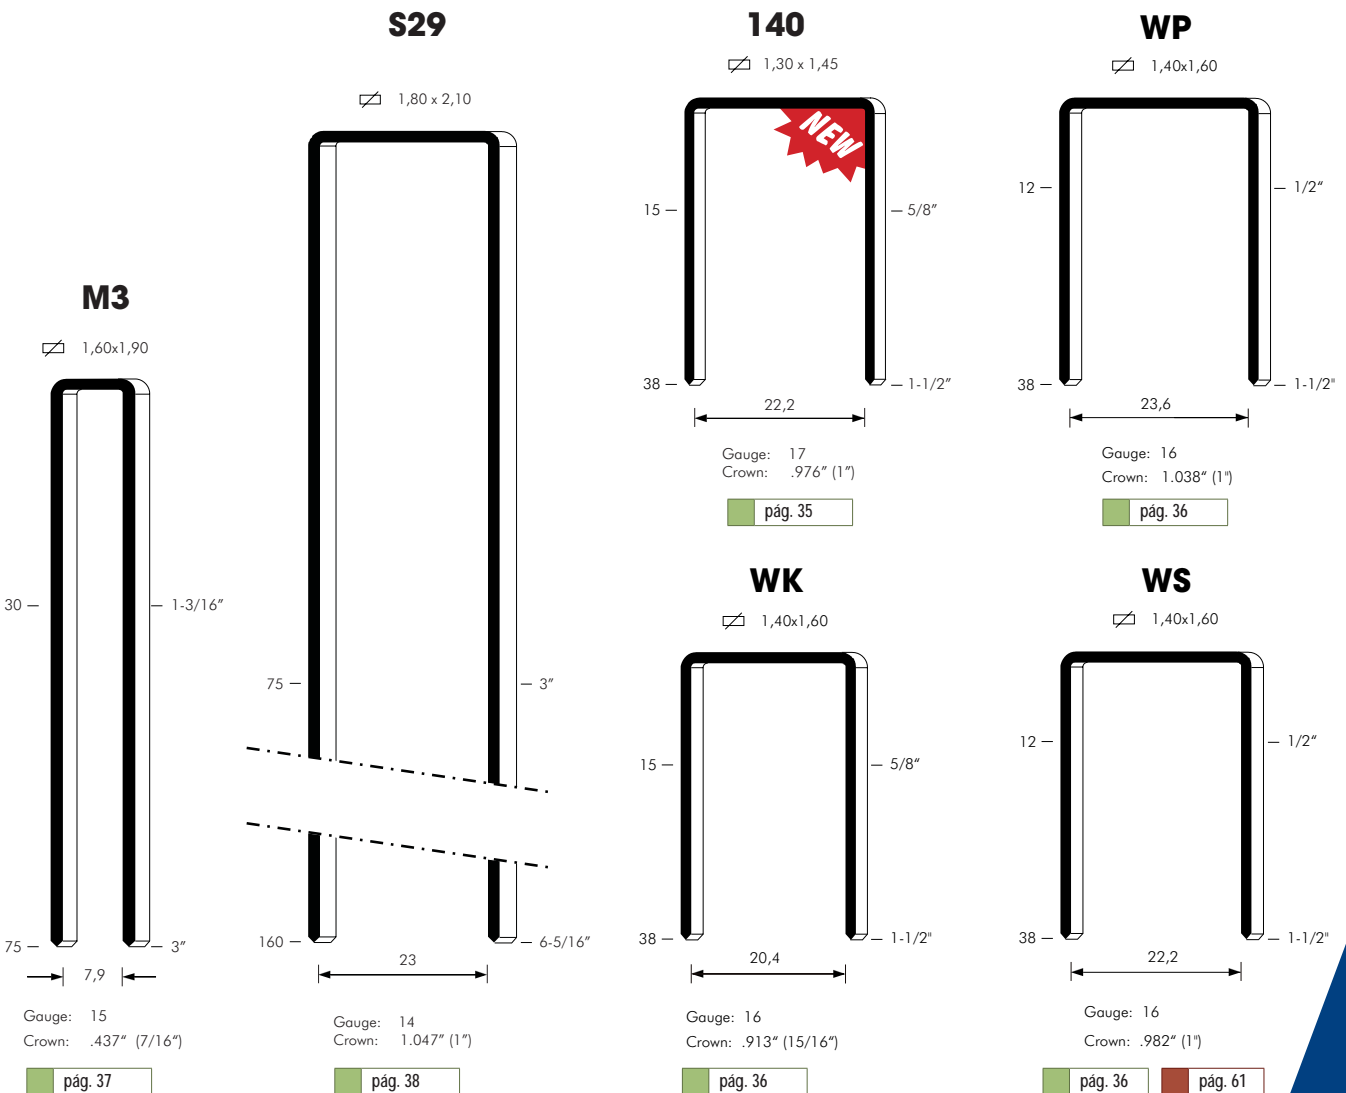 M3
1,60x1,90
30
1-3/16”
75
3”
7,9
Gauge: 15
Crown: .437“ (7/16“)
pág. 37
S29
1,80 x 2,10
75
3”
160
6-5/16”
23
Gauge: 14
Crown: 1.047” (1”)
pág. 38
140
1,30 x 1,45
NEW
15
5/8”
38
1-1/2”
22,2
Gauge: 17
Crown: .976” (1”)
pág. 35
WP
1,40x1,60
12
1/2“
38
1-1/2"
23,6
Gauge: 16
Crown: 1.038“ (1")
pág. 36
WK
1,40x1,60
15
5/8“
38
1-1/2"
20,4
Gauge: 16
Crown: .913“ (15/16“)
pág. 36
WS
1,40x1,60
12
1/2“
38
1-1/2"
22,2
Gauge: 16
Crown: .982“ (1")
pág. 36
pág. 61